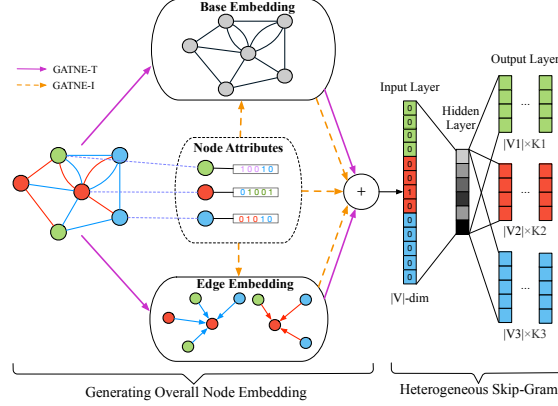 Base Embedding
GATNE-T
GATNE-I
Node Attributes
10010
01001
01010
Edge Embedding
+
Input Layer
0
0
0
0
0
0
1
0
0
0
0
0
0
|V|-dim
Hidden
Layer
Output Layer
...
|V1|×K1
...
|V2|×K2
...
|V3|×K3
Generating Overall Node Embedding
Heterogeneous Skip-Gram